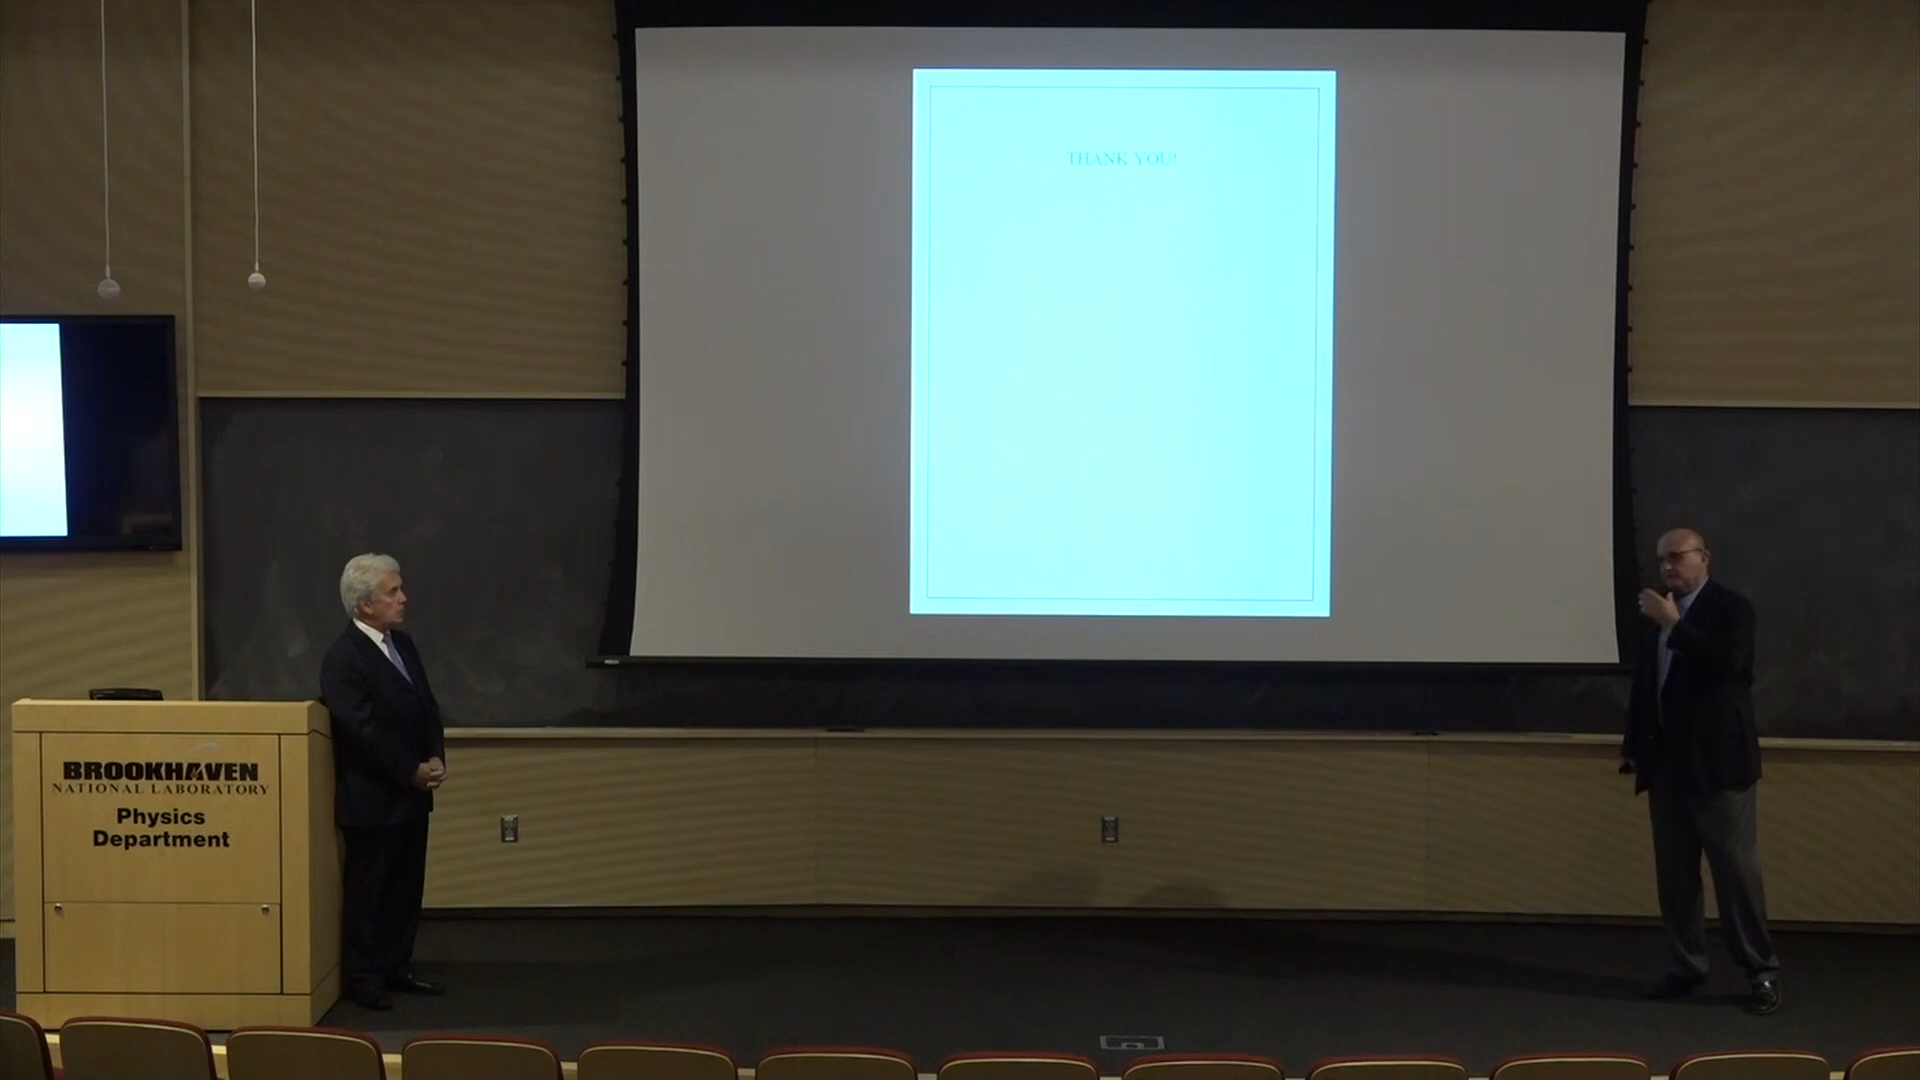 THANK YOU!
BROOKHAVEN
NATIONAL LABORATORY
Physics
Department